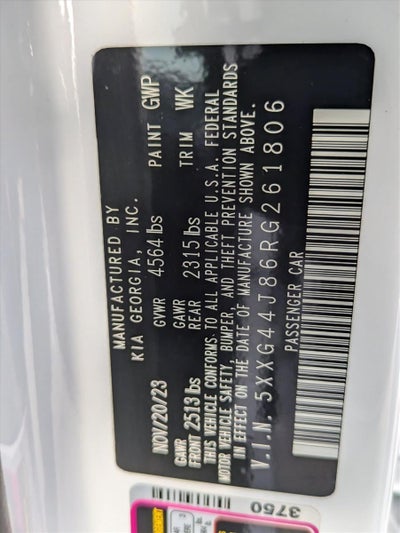 MANUFACTURED BY
KIA GEORGIA, INC.
NOV/20/23 GVWR 4564 lbs PAINT GWP
GAWR FRONT 2513 lbs GAWR REAR 2315 lbs TRIM WK
THIS VEHICLE CONFORMS TO ALL APPLICABLE U.S.A. FEDERAL
MOTOR VEHICLE SAFETY, BUMPER, AND THEFT PREVENTION STANDARDS
IN EFFECT ON THE DATE OF MANUFACTURE SHOWN ABOVE.
V.I.N. 5XXG44J86RG261806
PASSENGER CAR
3750